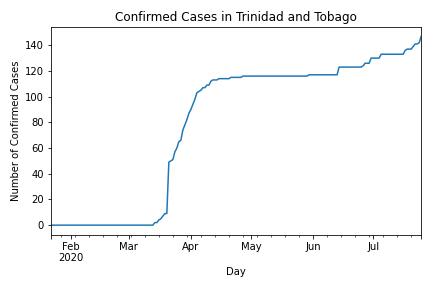 Confirmed Cases in Trinidad and Tobago
Number of Confirmed Cases
140
120
100
80
60
40
20
0
Feb Mar Apr May Jun Jul
2020
Day